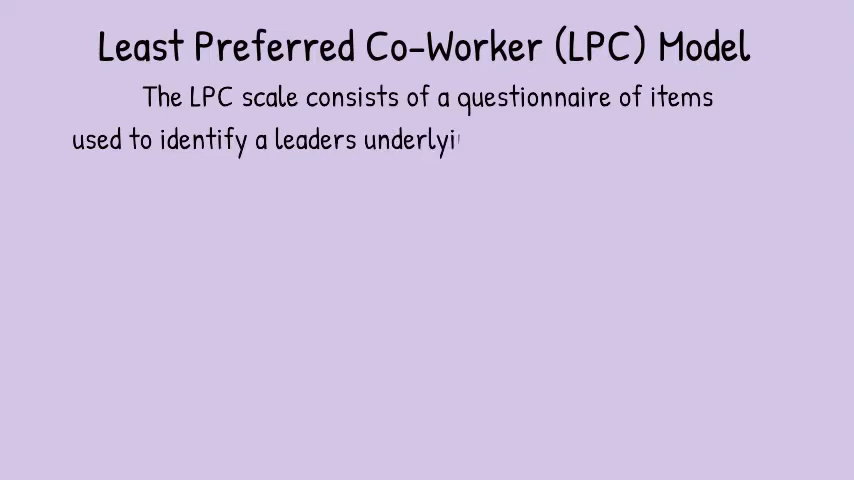 Least Preferred Co-Worker (LPC) Model
The LPC scale consists of a questionnaire of items
used to identify a leaders